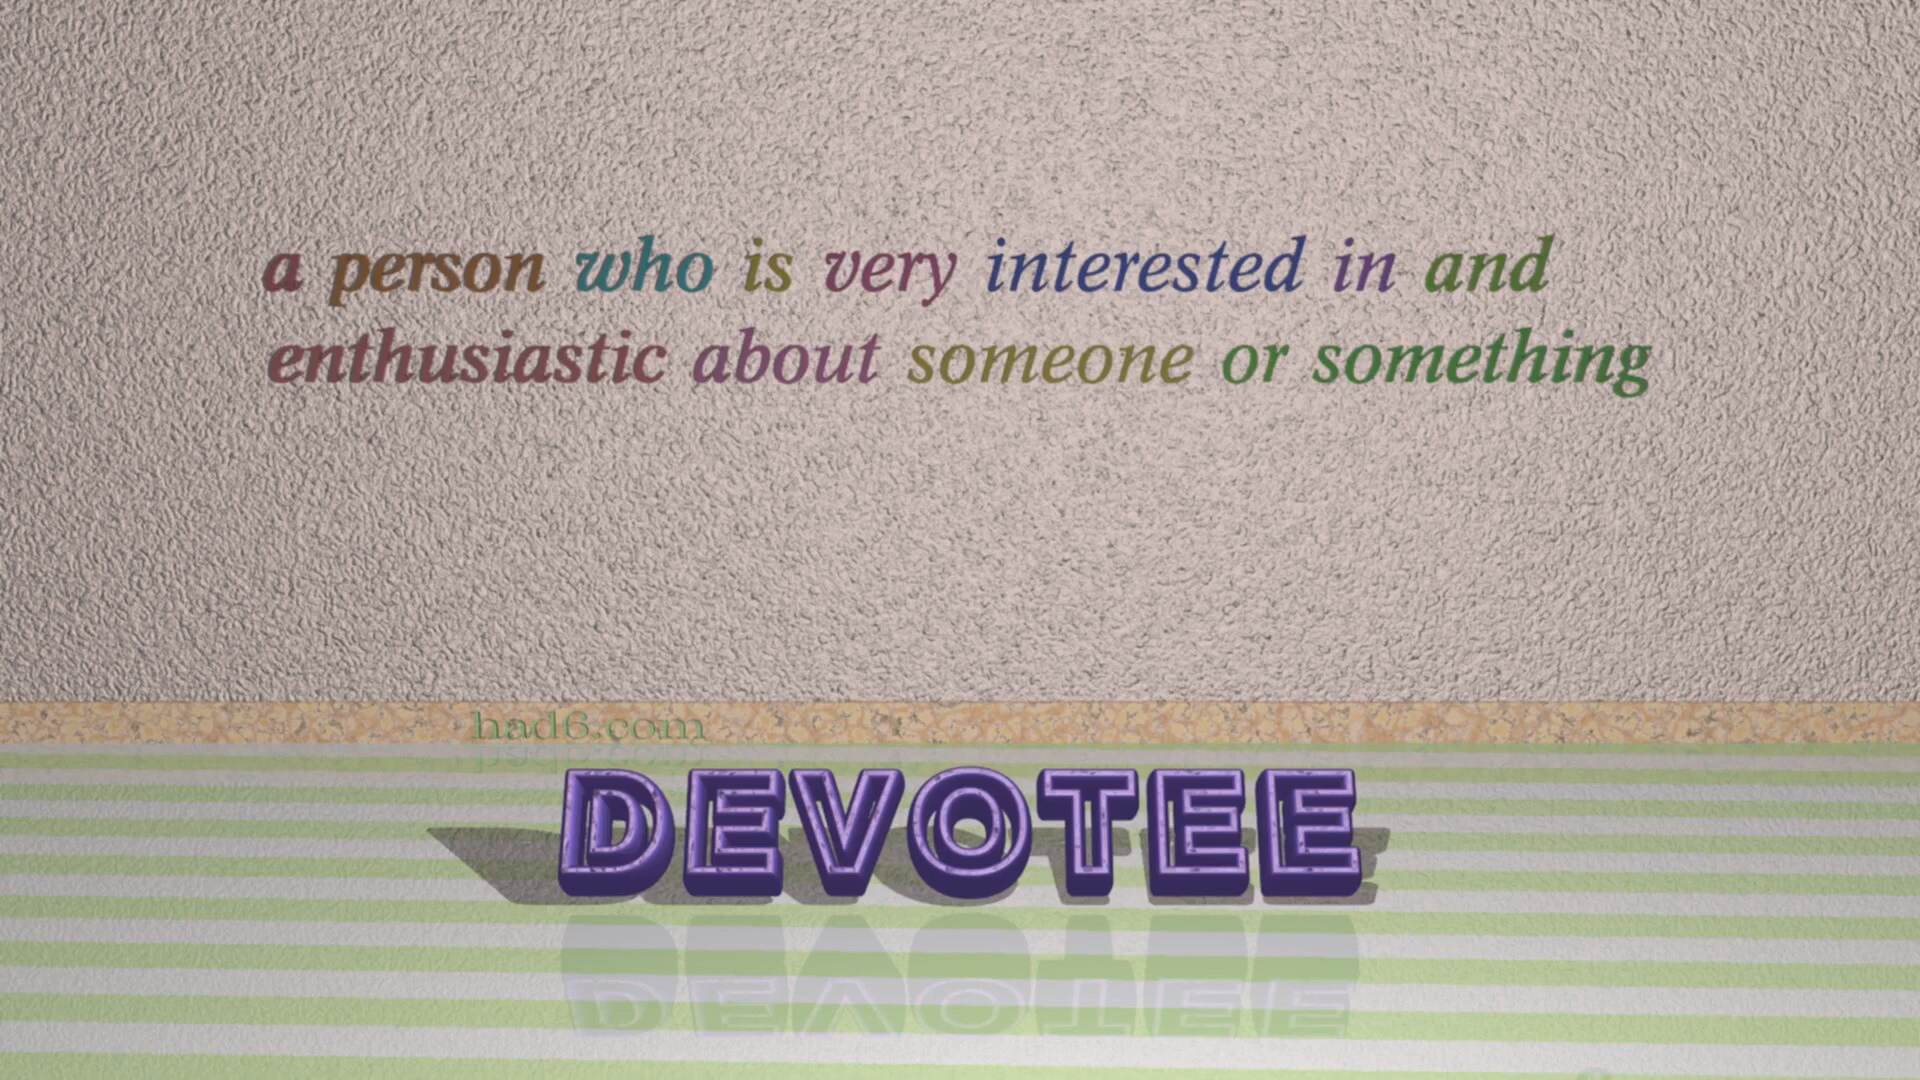 a person who is very interested in and
enthusiastic about someone or something
had6.com
DEVOTEE